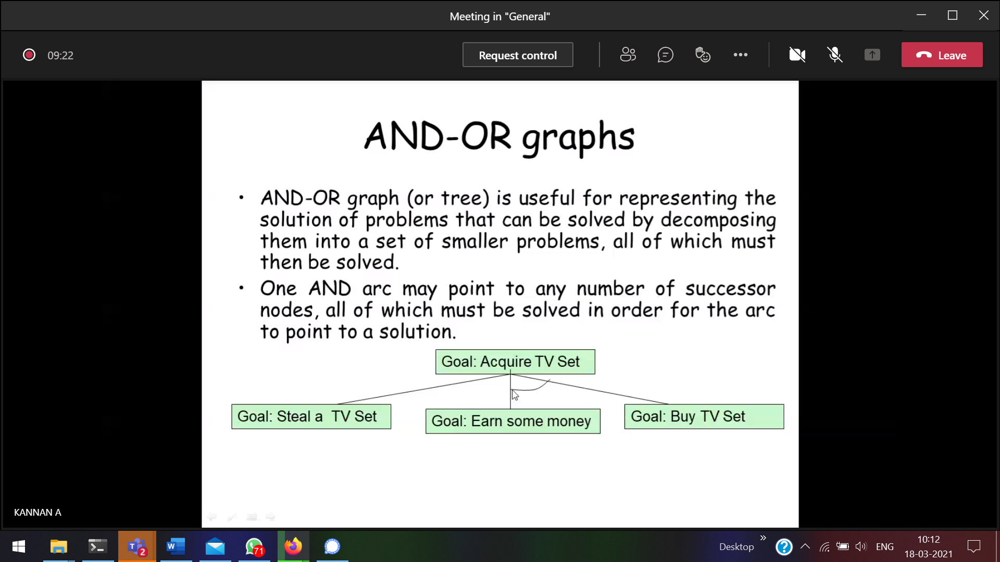 Meeting in "General"
09:22
Request control
Leave
AND-OR graphs
• AND-OR graph (or tree) is useful for representing the
solution of problems that can be solved by decomposing
them into a set of smaller problems, all of which must
then be solved.
• One AND arc may point to any number of successor
nodes, all of which must be solved in order for the arc
to point to a solution.
Goal: Acquire TV Set
Goal: Steal a TV Set
Goal: Earn some money
Goal: Buy TV Set
KANNAN A
T
2
W
71
Desktop
»
?
ENG
10:12
18-03-2021